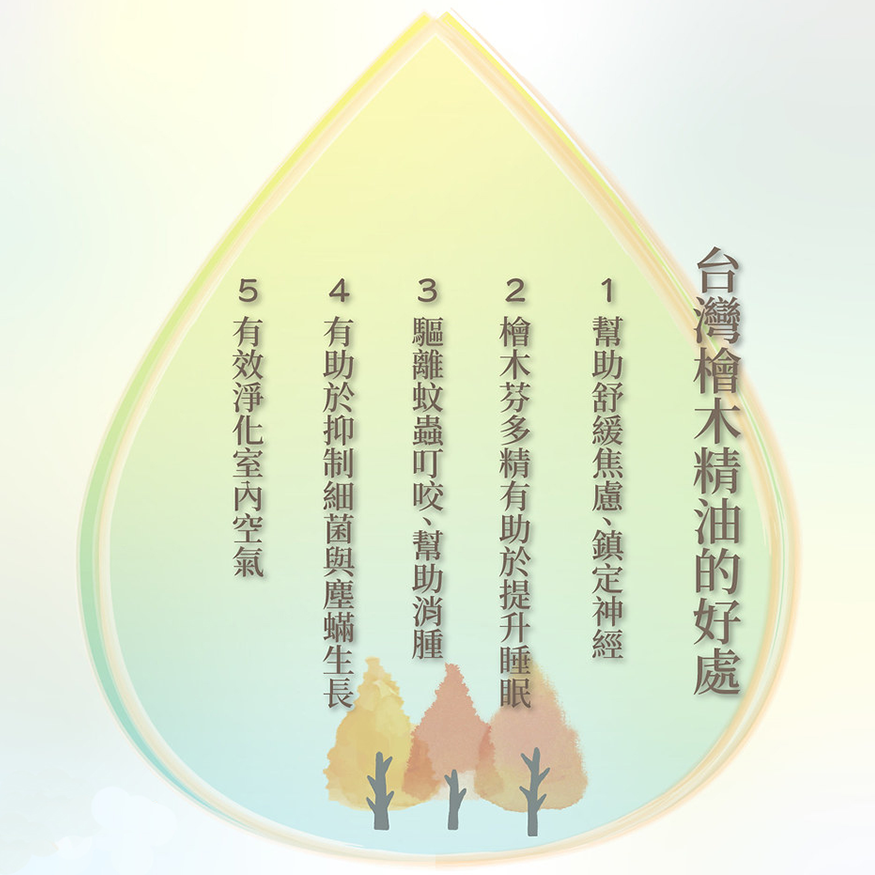 台灣檜木精油的好處
1 幫助舒緩焦慮、鎮定神經
2 檜木芬多精有助於提升睡眠
3 驅離蚊蟲叮咬、幫助消腫
4 有助於抑制細菌與塵蟎生長
5 有效淨化室內空氣